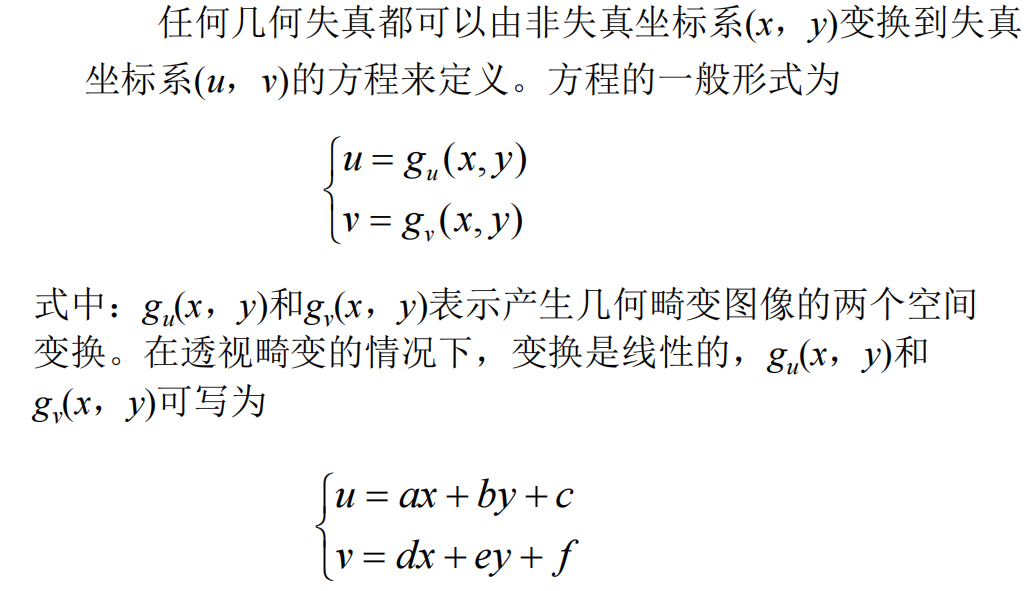 任何几何失真都可以由非失真坐标系(x，y)变换到失真
坐标系(u，v)的方程来定义。方程的一般形式为
u = g_u(x, y)
v = g_v(x, y)
式中：g_u(x，y)和g_v(x，y)表示产生几何畸变图像的两个空间
变换。在透视畸变的情况下，变换是线性的，g_u(x，y)和
g_v(x，y)可写为
u = ax + by + c
v = dx + ey + f